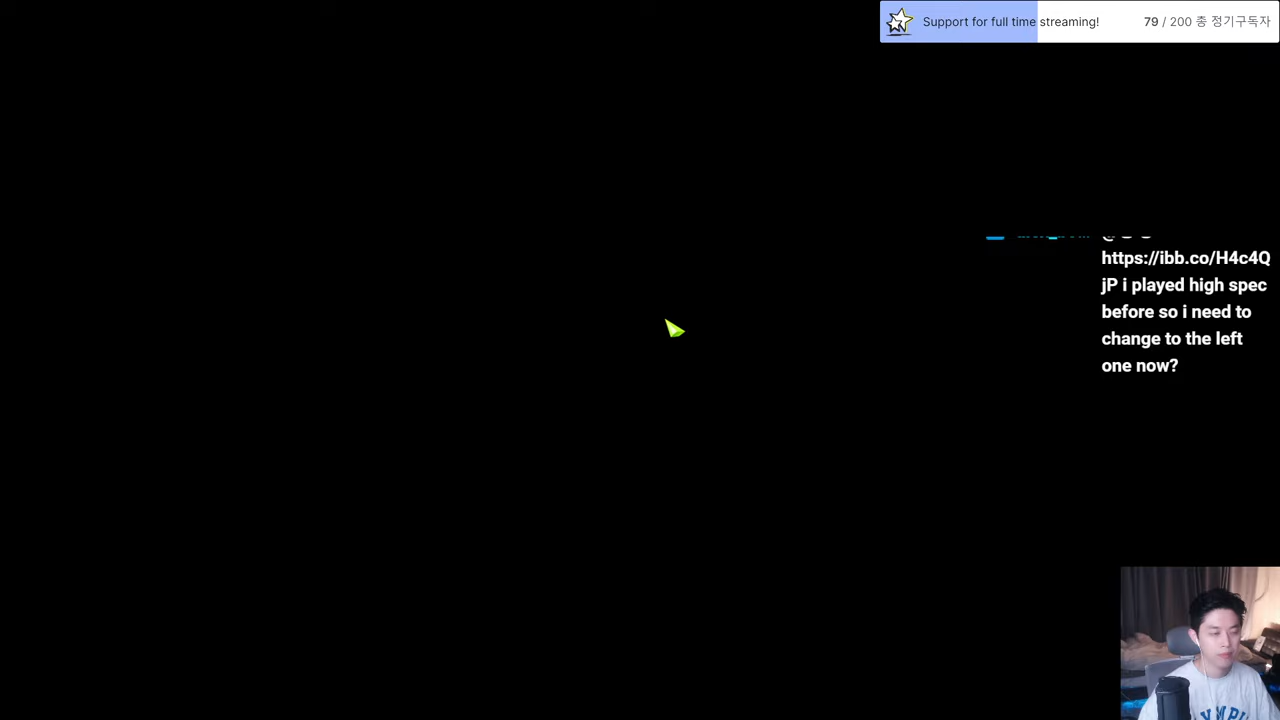 Support for full time streaming!
79 / 200 종 정기구독자
https://ibb.co/H4c4Q
jP i played high spec
before so i need to
change to the left
one now?